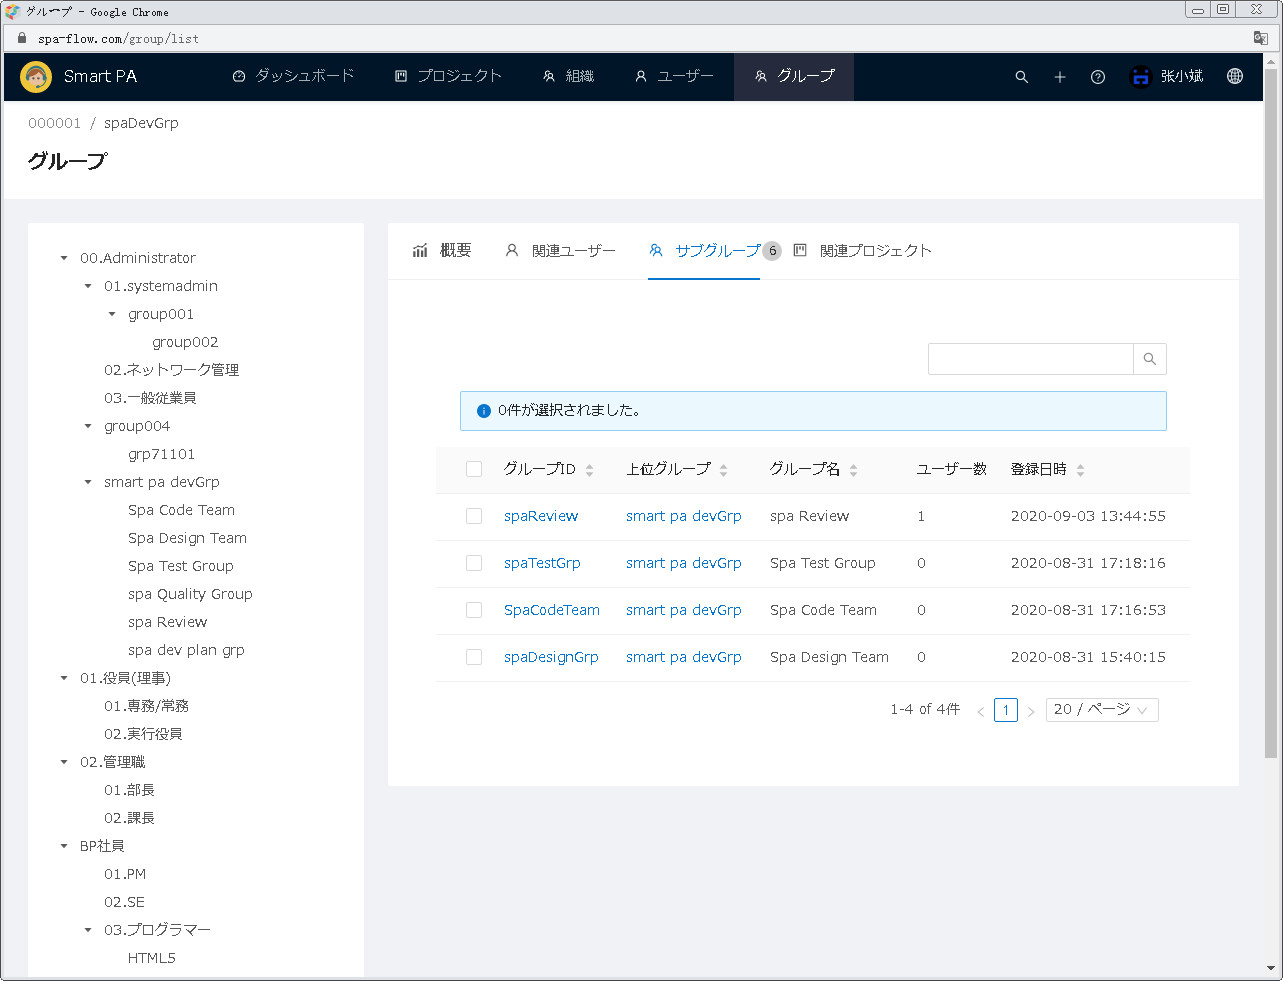 グループ - Google Chrome
spa-flow.com/group/list
Smart PA ダッシュボード プロジェクト 組織 ユーザー グループ 张小斌
000001 / spaDevGrp
グループ
00.Administrator
01.systemadmin
group001
group002
02.ネットワーク管理
03.一般従業員
group004
grp71101
smart pa devGrp
Spa Code Team
Spa Design Team
Spa Test Group
spa Quality Group
spa Review
spa dev plan grp
01.役員(理事)
01.専務/常務
02.実行役員
02.管理職
01.部長
02.課長
BP社員
01.PM
02.SE
03.プログラマー
HTML5
概要 関連ユーザー サブグループ 6 関連プロジェクト
0件が選択されました。
グループID 上位グループ グループ名 ユーザー数 登録日時
spaReview smart pa devGrp spa Review 1 2020-09-03 13:44:55
spaTestGrp smart pa devGrp Spa Test Group 0 2020-08-31 17:18:16
SpaCodeTeam smart pa devGrp Spa Code Team 0 2020-08-31 17:16:53
spaDesignGrp smart pa devGrp Spa Design Team 0 2020-08-31 15:40:15
1-4 of 4件 < 1 > 20 / ページ